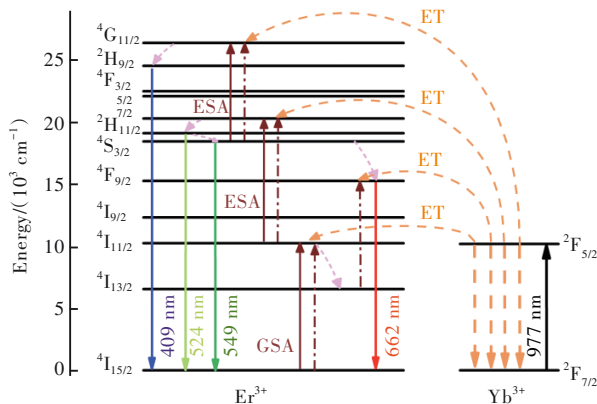 Energy/(10³ cm⁻¹)
25
20
15
10
5
0
⁴G₁₁/₂
²H₉/₂
⁴F₃/₂
5/2
7/2
²H₁₁/₂
⁴S₃/₂
⁴F₉/₂
⁴I₉/₂
⁴I₁₁/₂
⁴I₁₃/₂
⁴I₁₅/₂
ESA
ESA
GSA
409 nm
524 nm
549 nm
662 nm
ET
ET
ET
ET
²F₅/₂
977 nm
²F₇/₂
Er³⁺
Yb³⁺